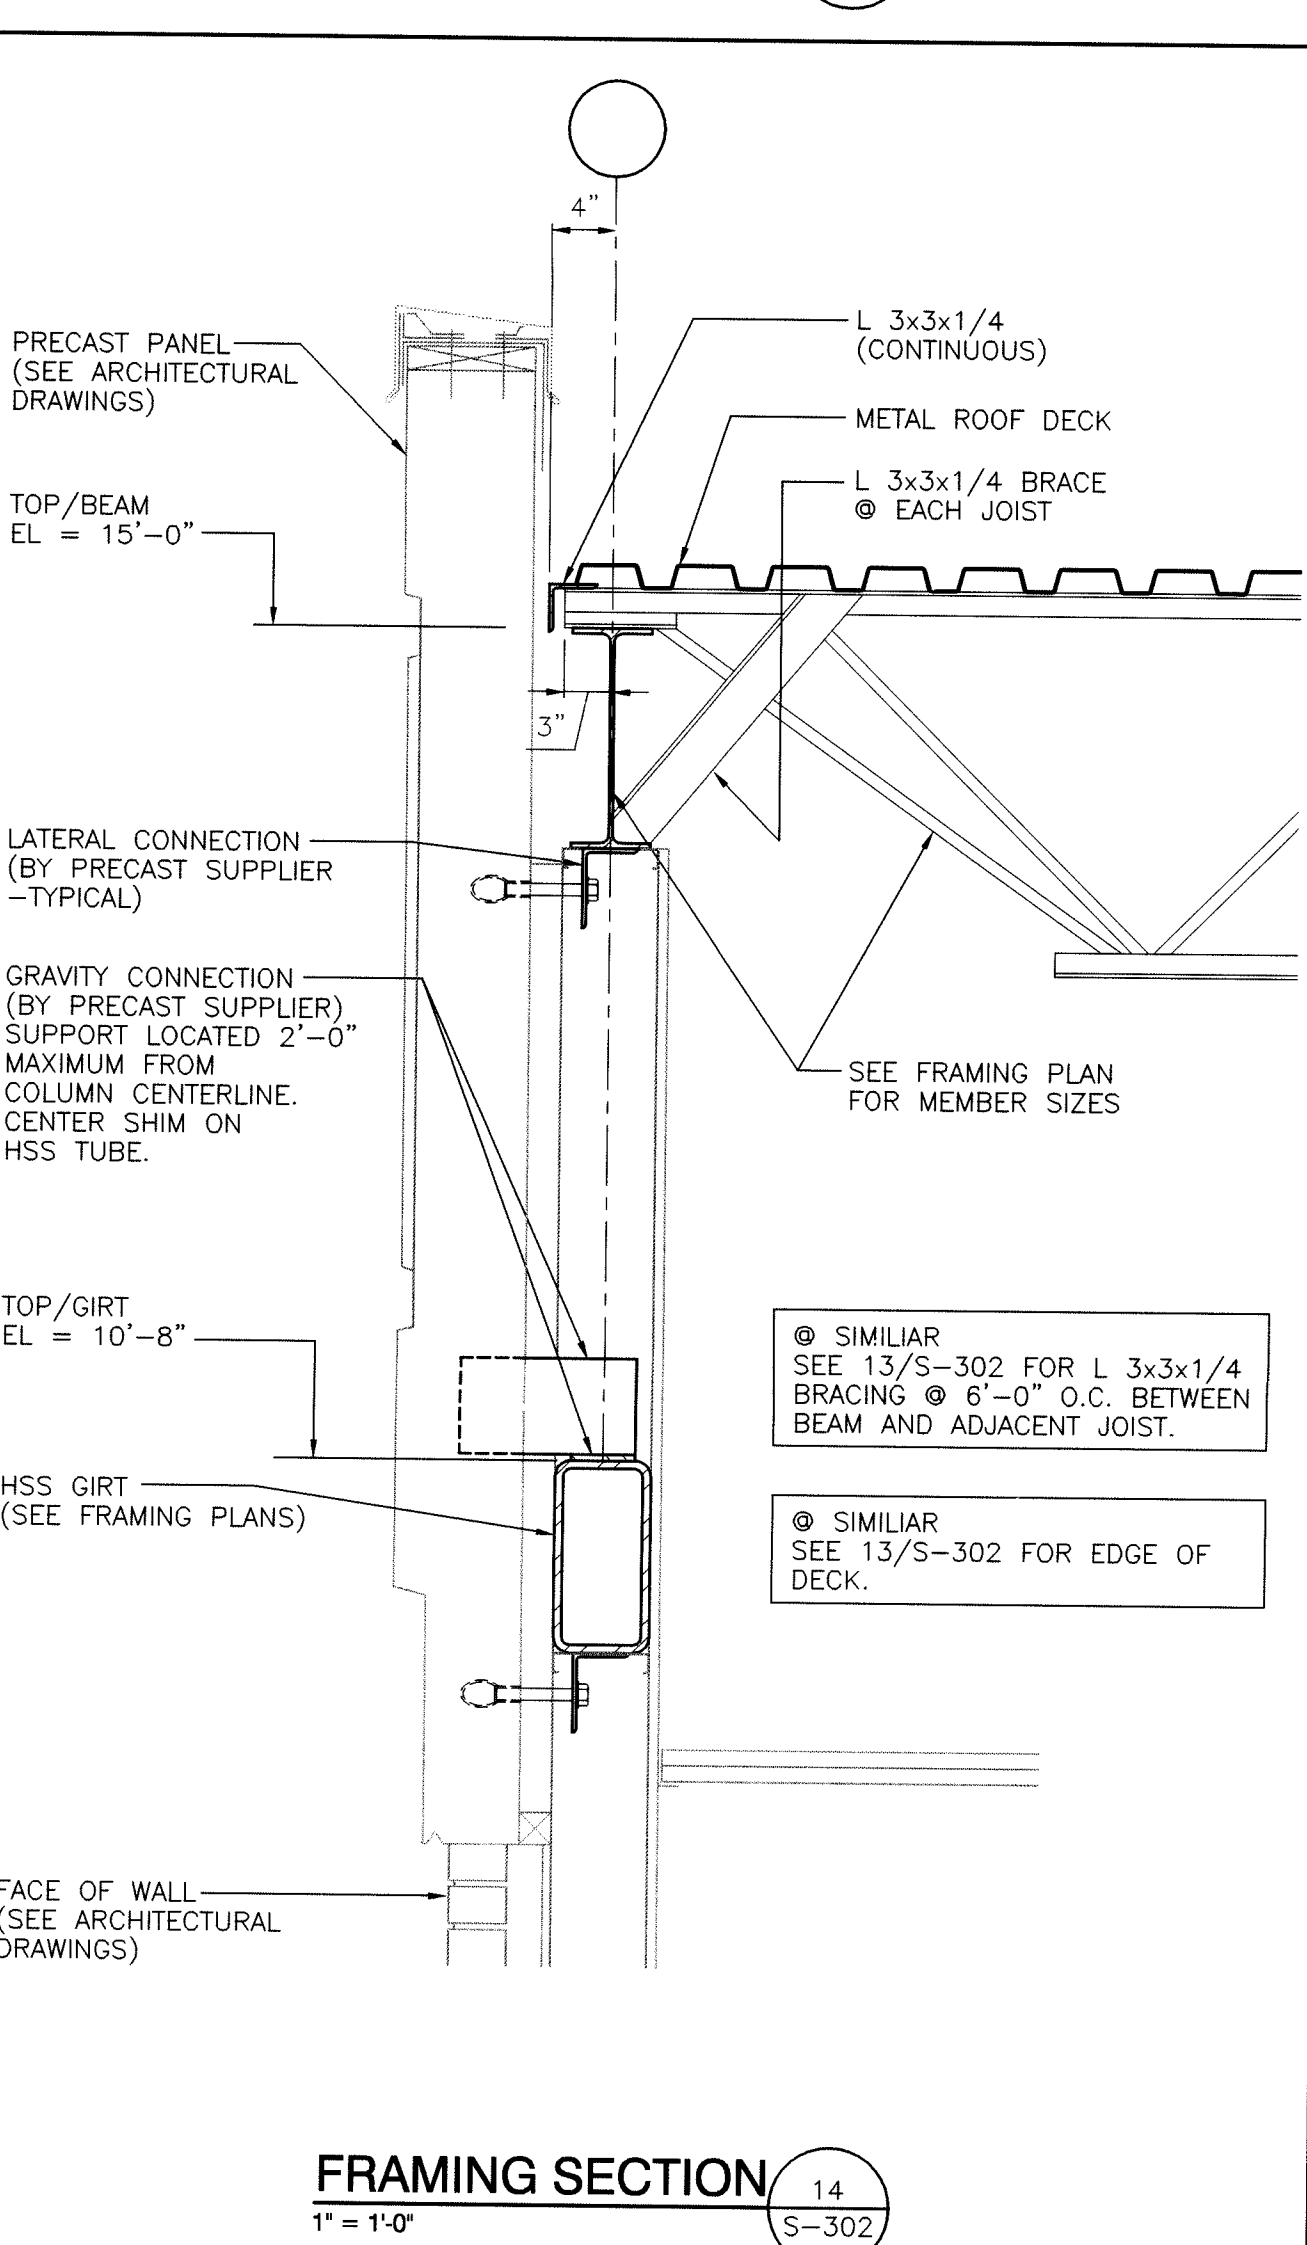 4"
PRECAST PANEL
(SEE ARCHITECTURAL
DRAWINGS)
L 3x3x1/4
(CONTINUOUS)
METAL ROOF DECK
L 3x3x1/4 BRACE
@ EACH JOIST
TOP/BEAM
EL = 15'-0"
3"
LATERAL CONNECTION
(BY PRECAST SUPPLIER
-TYPICAL)
GRAVITY CONNECTION
(BY PRECAST SUPPLIER)
SUPPORT LOCATED 2'-0"
MAXIMUM FROM
COLUMN CENTERLINE.
CENTER SHIM ON
HSS TUBE.
SEE FRAMING PLAN
FOR MEMBER SIZES
TOP/GIRT
EL = 10'-8"
@ SIMILIAR
SEE 13/S-302 FOR L 3x3x1/4
BRACING @ 6'-0" O.C. BETWEEN
BEAM AND ADJACENT JOIST.
HSS GIRT
(SEE FRAMING PLANS)
@ SIMILIAR
SEE 13/S-302 FOR EDGE OF
DECK.
FACE OF WALL
(SEE ARCHITECTURAL
DRAWINGS)
FRAMING SECTION
1" = 1'-0"
14
S-302